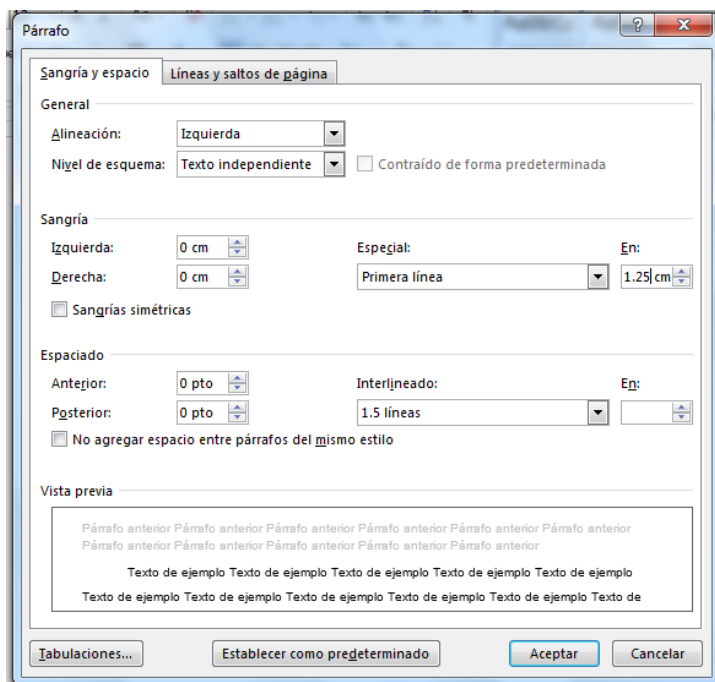 Párrafo
Sangría y espacio Líneas y saltos de página
General
Alineación: Izquierda
Nivel de esquema: Texto independiente Contraído de forma predeterminada
Sangría
Izquierda: 0 cm Especial: En:
Derecha: 0 cm Primera línea 1.25 cm
Sangrías simétricas
Espaciado
Anterior: 0 pto Interlineado: En:
Posterior: 0 pto 1.5 líneas
No agregar espacio entre párrafos del mismo estilo
Vista previa
Párrafo anterior Párrafo anterior Párrafo anterior Párrafo anterior Párrafo anterior Párrafo anterior
Párrafo anterior Párrafo anterior Párrafo anterior Párrafo anterior Párrafo anterior
Texto de ejemplo Texto de ejemplo Texto de ejemplo Texto de ejemplo Texto de ejemplo
Texto de ejemplo Texto de ejemplo Texto de ejemplo Texto de ejemplo Texto de ejemplo Texto de
Tabulaciones... Establecer como predeterminado Aceptar Cancelar